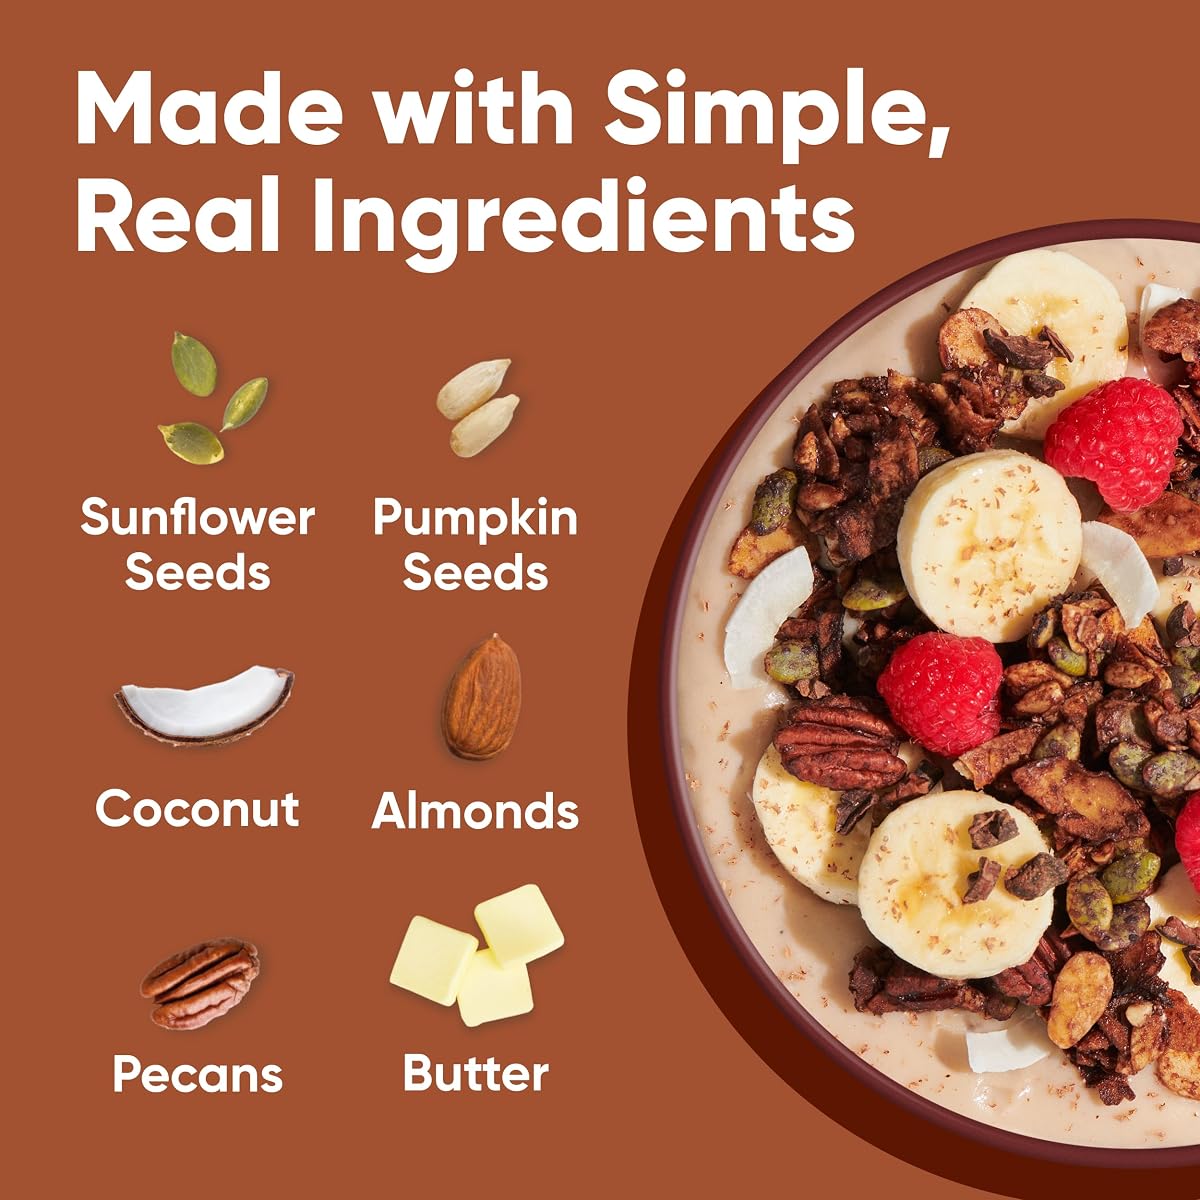 Made with Simple,
Real Ingredients
Sunflower
Seeds
Pumpkin
Seeds
Coconut
Almonds
Pecans
Butter